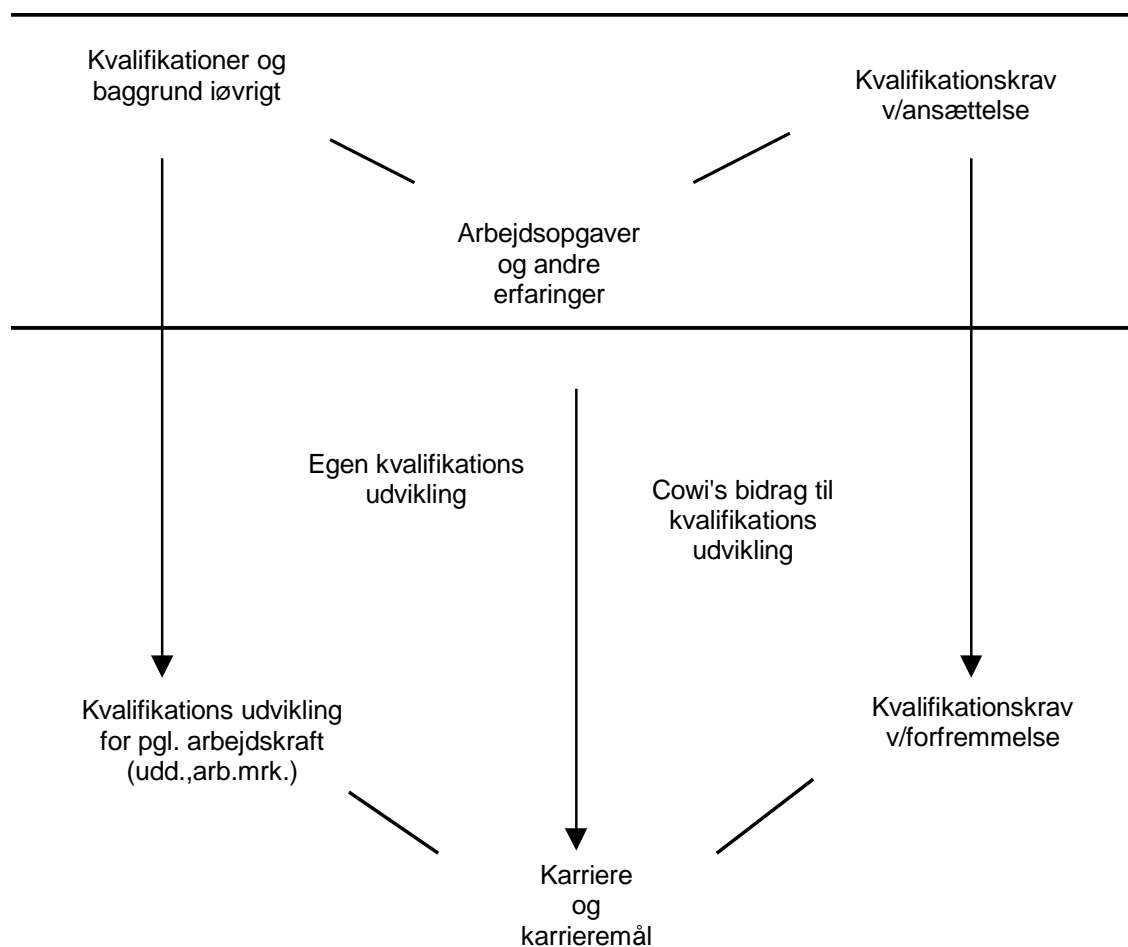 Kvalifikationer og
baggrund iøvrigt
Kvalifikationskrav
v/ansættelse
Arbejdsopgaver
og andre
erfaringer
Egen kvalifikations
udvikling
Cowi's bidrag til
kvalifikations
udvikling
Kvalifikations udvikling
for pgl. arbejdskraft
(udd.,arb.mrk.)
Kvalifikationskrav
v/forfremmelse
Karriere
og
karrieremål